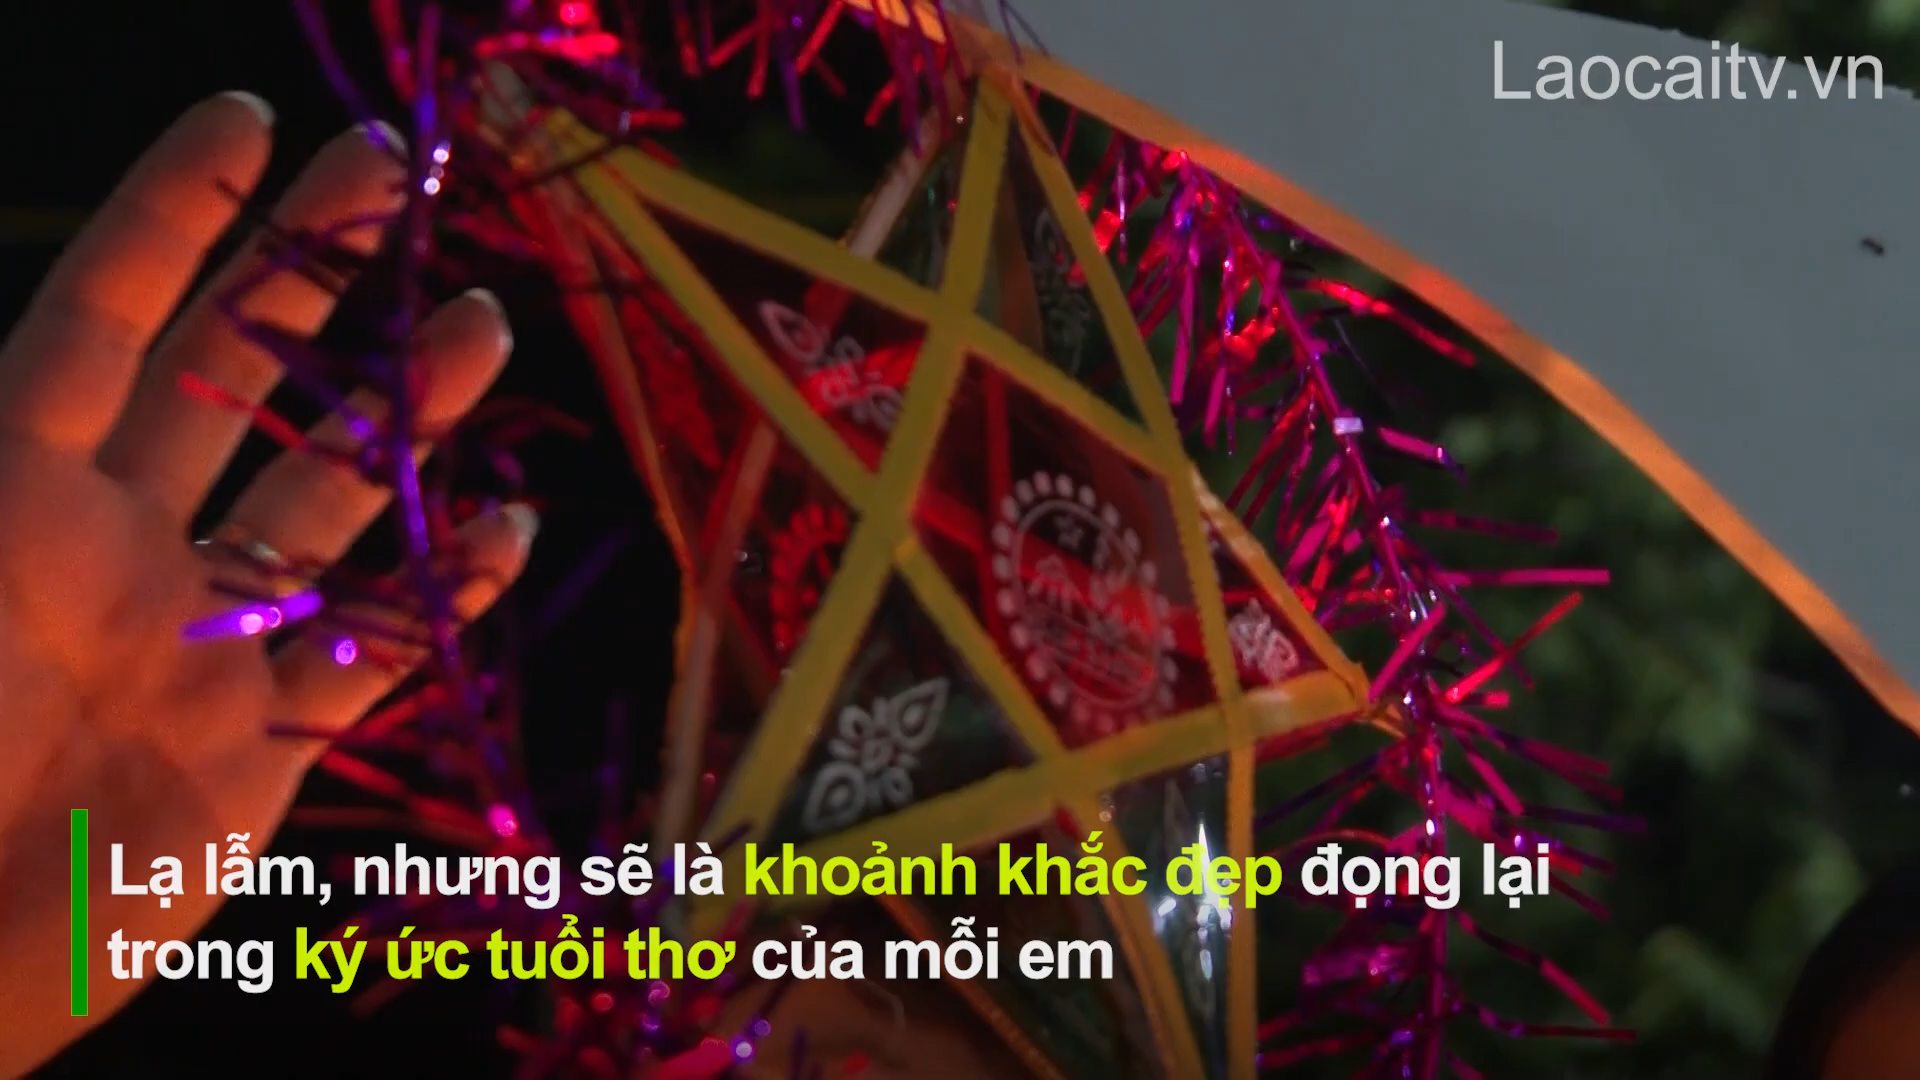 Laocaitv.vn
Lạ lẫm, nhưng sẽ là khoảnh khắc đẹp đọng lại
trong ký ức tuổi thơ của mỗi em